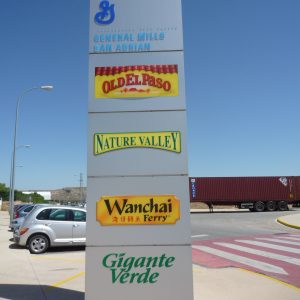 G
GENERAL MILLS
SAN ADRIAN
OLD EL PASO
NATURE VALLEY
Wanchai
Ferry
Gigante
Verde